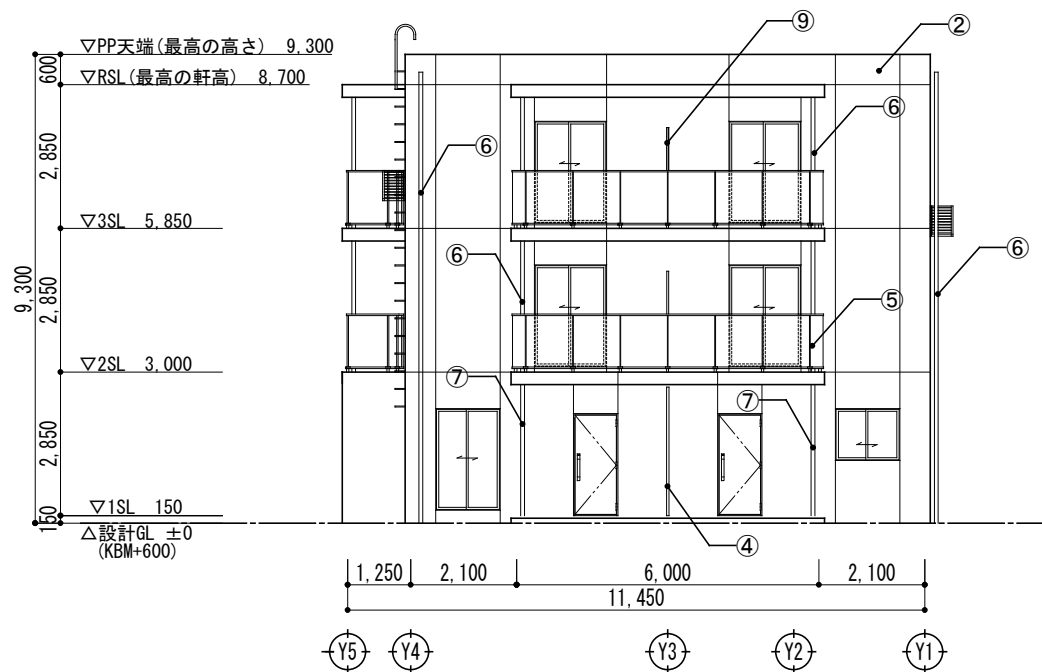 ⑨
②
▽PP天端(最高の高さ) 9,300
600
▽RSL(最高の軒高) 8,700
⑥
⑥
2,850
▽3SL 5,850
⑥
⑥
9,300
2,850
⑤
▽2SL 3,000
⑦
⑦
2,850
▽1SL 150
150
△設計GL ±0
(KBM+600)
④
1,250 2,100 6,000 2,100
11,450
Y5 Y4 Y3 Y2 Y1